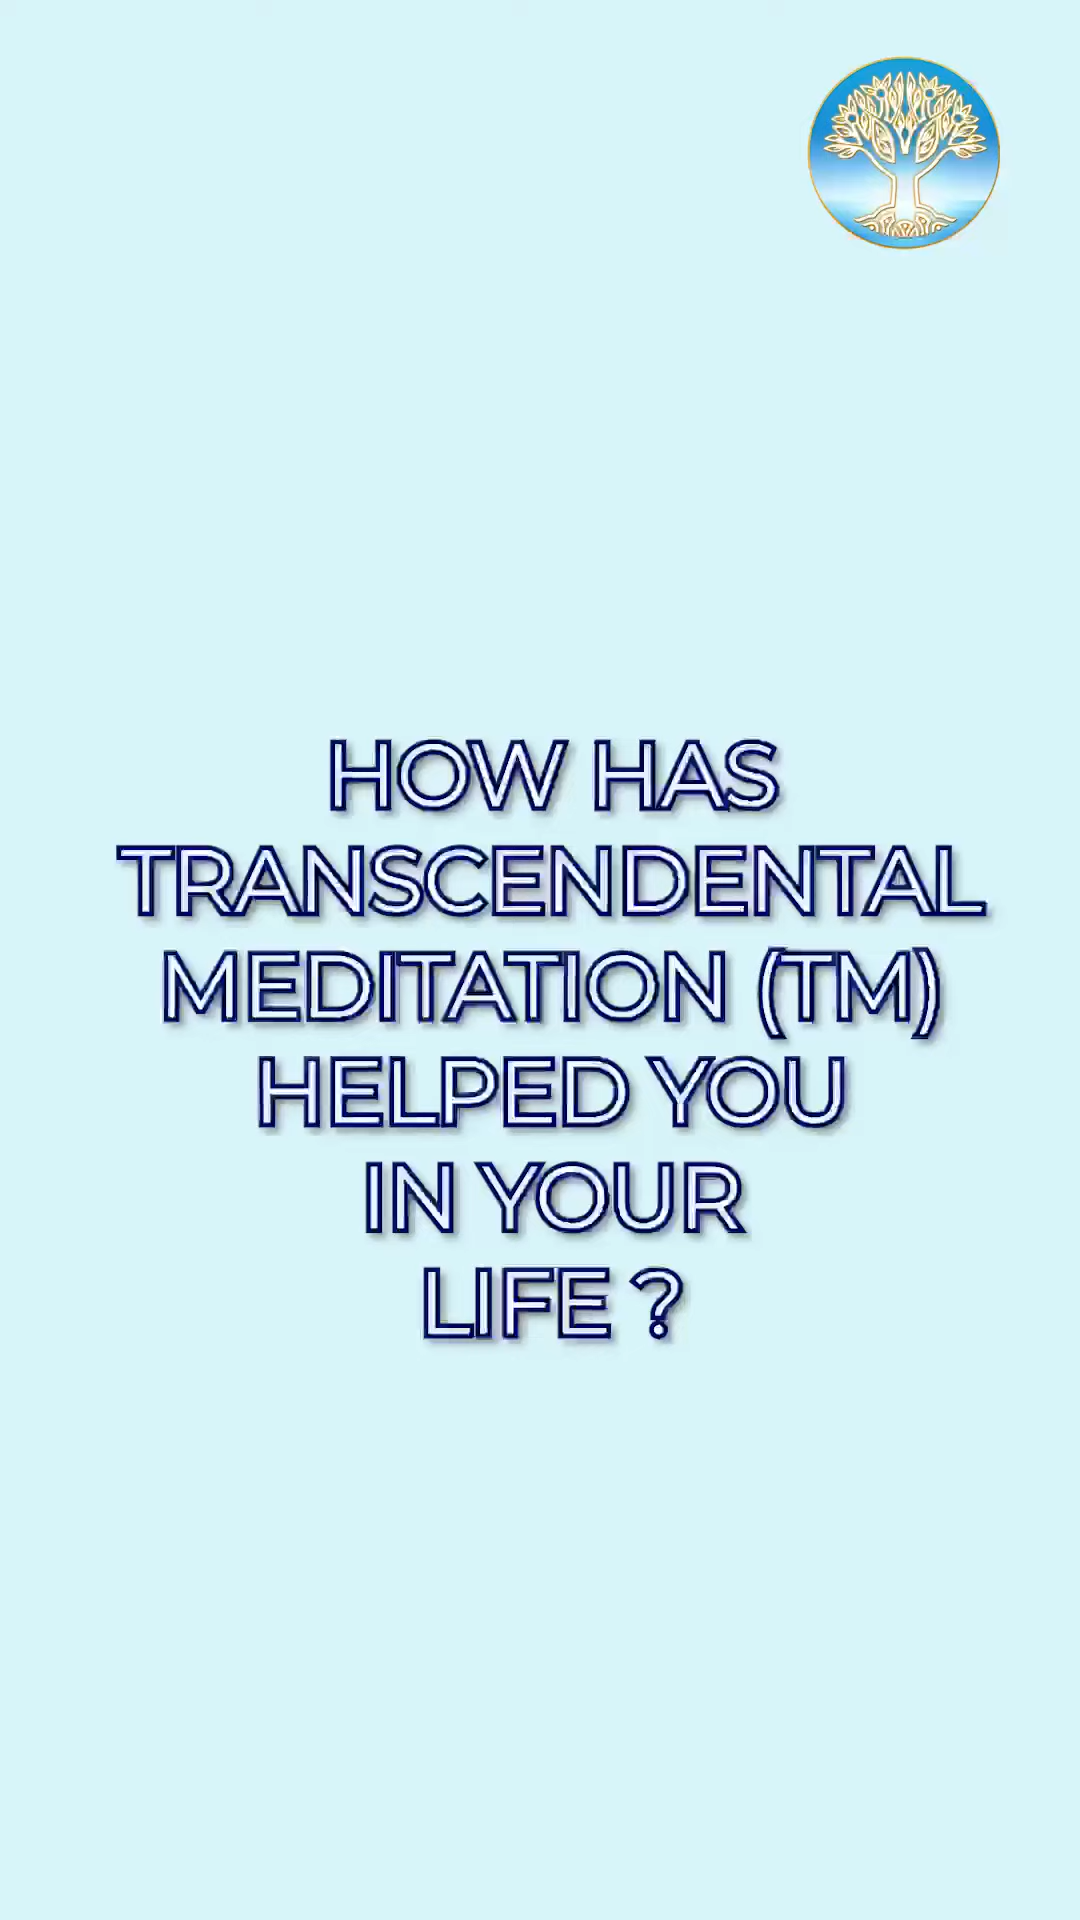 HOW HAS
TRANSCENDENTAL
MEDITATION (TM)
HELPED YOU
IN YOUR
LIFE ?